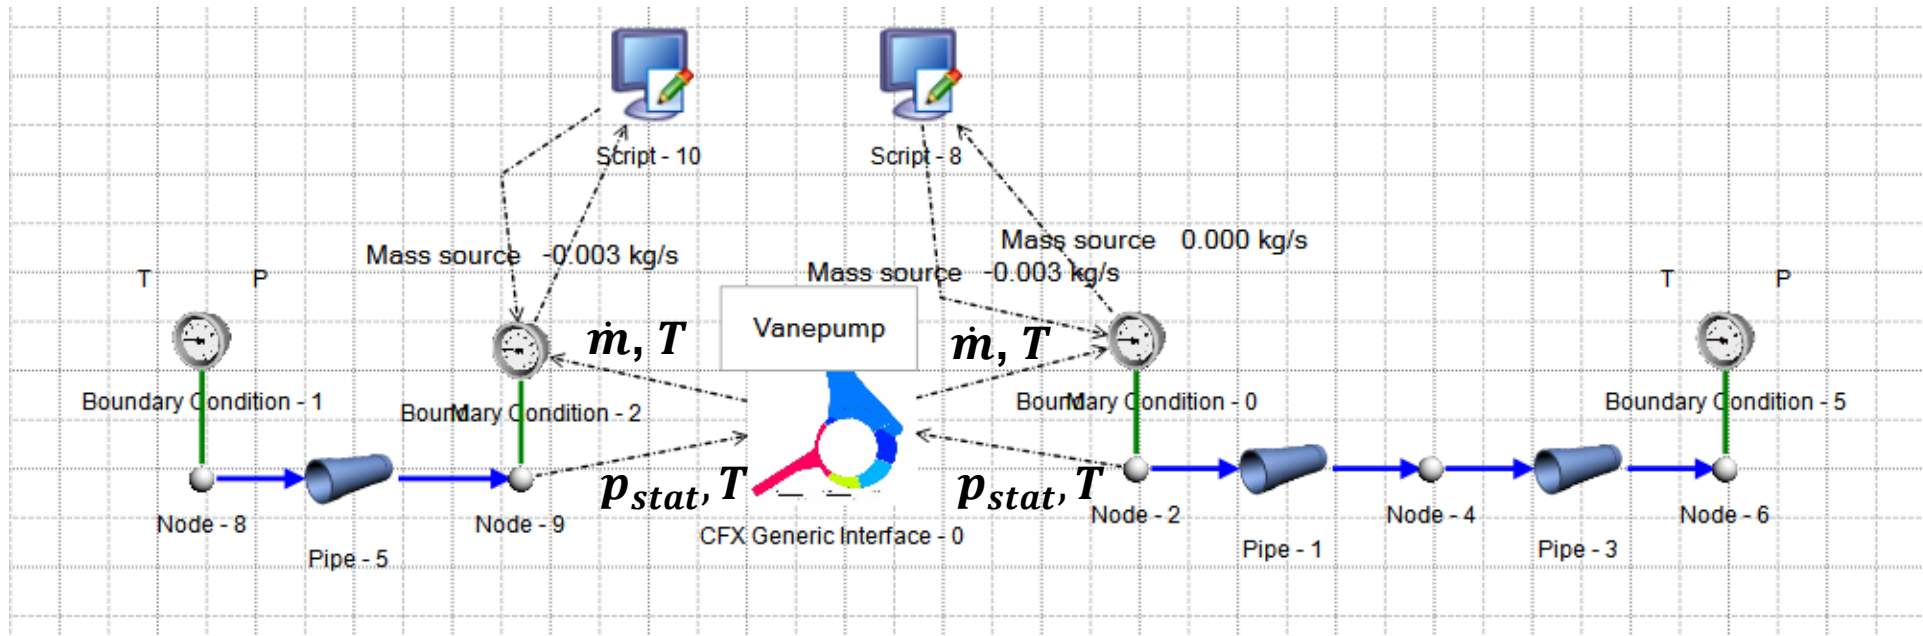 Script - 10
Script - 8
Mass source 0.000 kg/s
Mass source -0.003 kg/s
Mass source -0.003 kg/s
T P
T P
Vanepump
ṁ, T
ṁ, T
Boundary Condition - 1
Boundary Condition - 2
M
Boundary Condition - 0
M
Boundary Condition - 5
p_stat, T
p_stat, T
Node - 8
Node - 9
CFX Generic Interface - 0
Node - 2
Node - 4
Node - 6
Pipe - 5
Pipe - 1
Pipe - 3